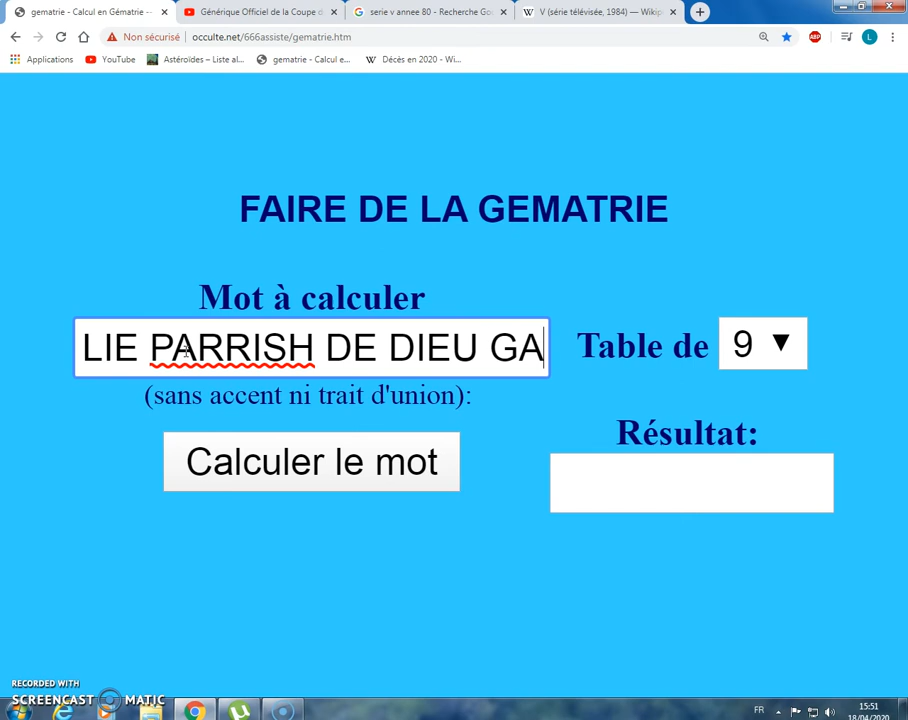 gematrie - Calcul en Gématrie --
Générique Officiel de la Coupe d
serie v annee 80 - Recherche Go
V (série télévisée, 1984) — Wikip
Non sécurisé
occulte.net/666assiste/gematrie.htm
ABP
L
Applications
YouTube
Astéroïdes – Liste al...
gematrie - Calcul e...
Décès en 2020 - Wi...
FAIRE DE LA GEMATRIE
Mot à calculer
LIE PARRISH DE DIEU GA
Table de 9
(sans accent ni trait d'union):
Résultat:
Calculer le mot
RECORDED WITH
SCREENCAST MATIC
FR
15:51
18/04/2020